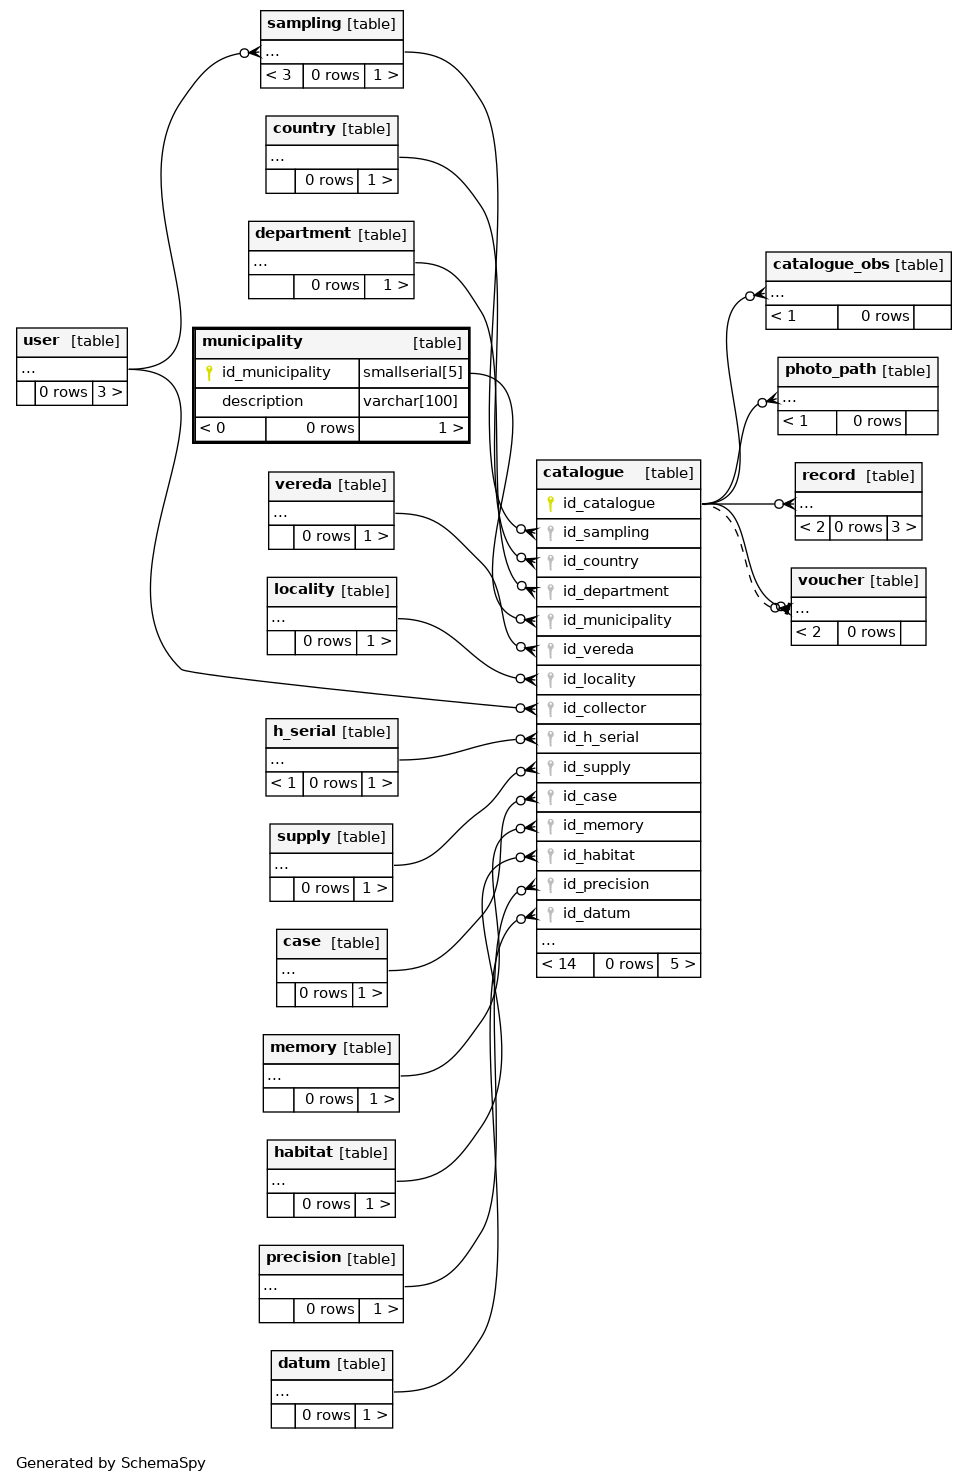 sampling [table]
...
< 3 0 rows 1 >
country [table]
...
0 rows 1 >
department [table]
...
0 rows 1 >
user [table]
...
0 rows 3 >
municipality [table]
id_municipality smallserial[5]
description varchar[100]
< 0 0 rows 1 >
vereda [table]
...
0 rows 1 >
locality [table]
...
0 rows 1 >
h_serial [table]
...
< 1 0 rows 1 >
supply [table]
...
0 rows 1 >
case [table]
...
0 rows 1 >
memory [table]
...
0 rows 1 >
habitat [table]
...
0 rows 1 >
precision [table]
...
0 rows 1 >
datum [table]
...
0 rows 1 >
catalogue [table]
id_catalogue
id_sampling
id_country
id_department
id_municipality
id_vereda
id_locality
id_collector
id_h_serial
id_supply
id_case
id_memory
id_habitat
id_precision
id_datum
...
< 14 0 rows 5 >
catalogue_obs [table]
...
< 1 0 rows
photo_path [table]
...
< 1 0 rows
record [table]
...
< 2 0 rows 3 >
voucher [table]
...
< 2 0 rows
Generated by SchemaSpy